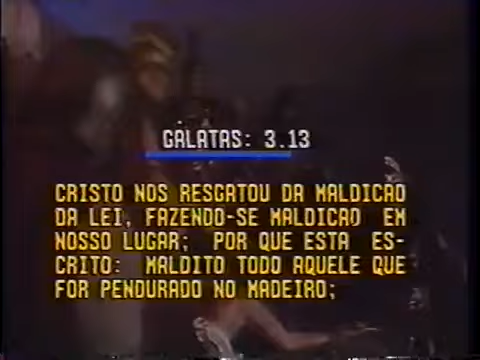 GALATAS: 3.13
CRISTO NOS RESGATOU DA MALDICAO
DA LEI, FAZENDO-SE MALDICAO EM
NOSSO LUGAR; POR QUE ESTA ES-
CRITO: MALDITO TODO AQUELE QUE
FOR PENDURADO NO MADEIRO;